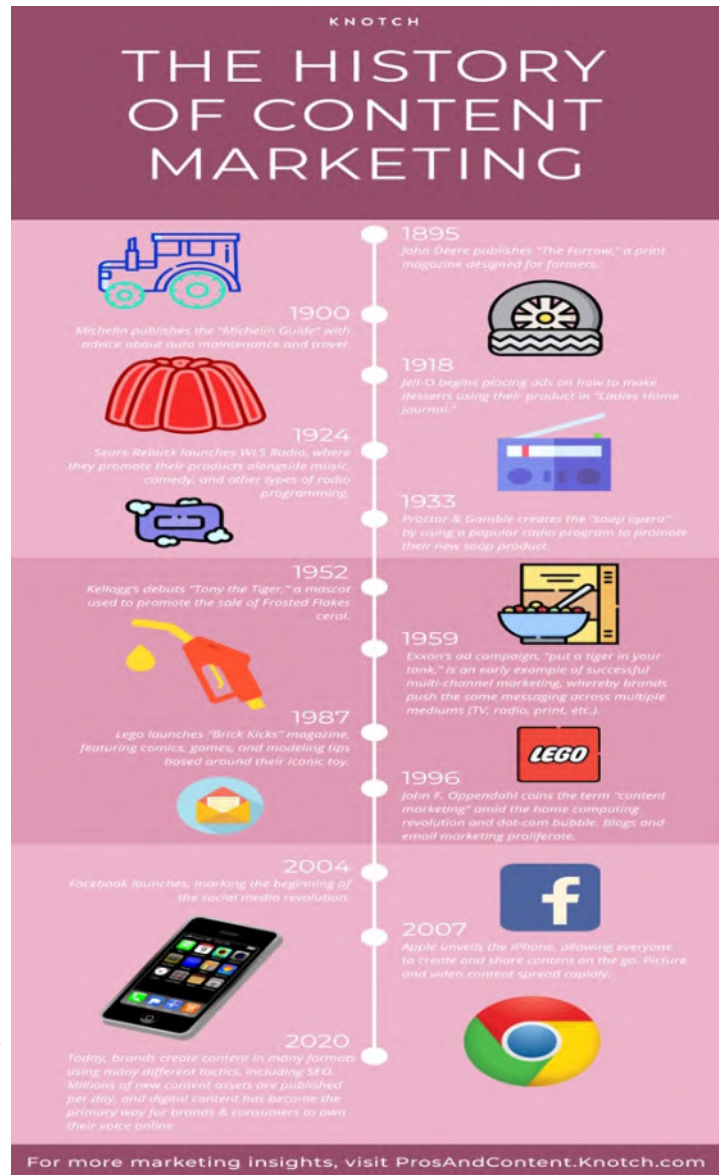 KNOTCH
THE HISTORY
OF CONTENT
MARKETING
1895
John Deere publishes "The Furrow," a print
magazine designed for farmers.
1900
Michelin publishes the "Michelin Guide" with
advice about auto maintenance and travel.
1918
Jell-O begins placing ads on how to make
desserts using their product in "Ladies Home
Journal."
1924
Sears-Rebuck launches WLS Radio, where
they promote their products alongside music,
comedy, and other types of radio
programming.
1933
Proctor & Gamble creates the "soap opera"
by using a popular radio program to promote
their new soap product.
1952
Kellogg's debuts "Tony the Tiger," a mascot
used to promote the sale of Frosted Flakes
ceral.
1959
Exxon's ad campaign, "put a tiger in your
tank," is an early example of successful
multi-channel marketing, whereby brands
push the same messaging across multiple
mediums (TV, radio, print, etc.).
1987
Lego launches "Brick Kicks" magazine,
featuring comics, games, and modeling tips
based around their iconic toy.
LEGO
1996
John F. Oppendahl coins the term "content
marketing" amid the home computing
revolution and dot-com bubble. Blogs and
email marketing proliferate.
2004
Facebook launches, marking the beginning of
the social media revolution.
f
2007
Apple unveils the iPhone, allowing everyone
to create and share content on the go. Picture
and video content spread rapidly.
2020
Today, brands create content in many formats
using many different tactics, including SEO.
Millions of new content assets are published
per day, and digital content has become the
primary way for brands & consumers to own
their voice online.
For more marketing insights, visit ProsAndContent.Knotch.com